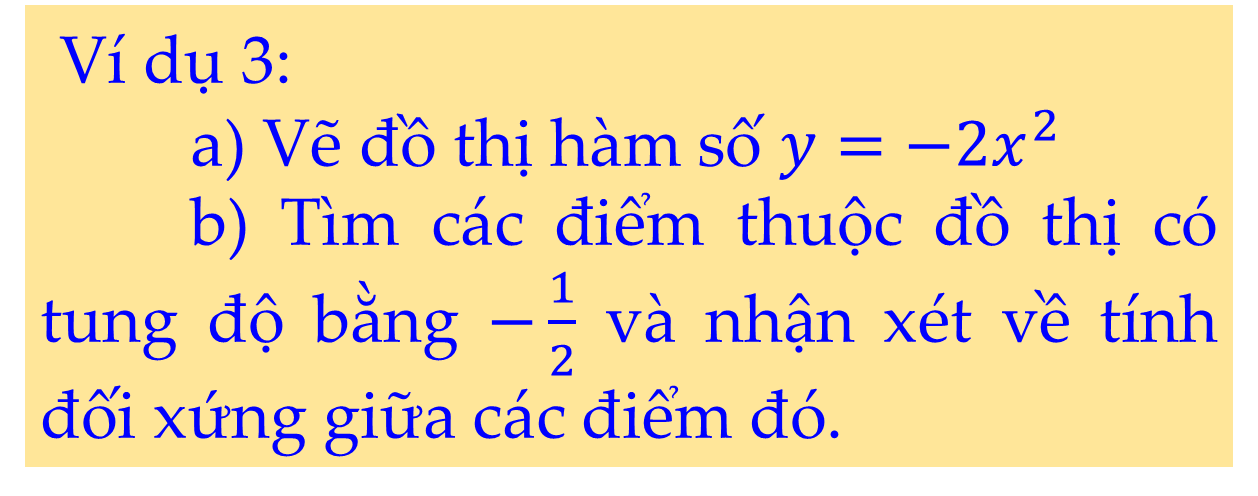 Ví dụ 3:
a) Vẽ đồ thị hàm số y = −2x²
b) Tìm các điểm thuộc đồ thị có
tung độ bằng −1/2 và nhận xét về tính
đối xứng giữa các điểm đó.